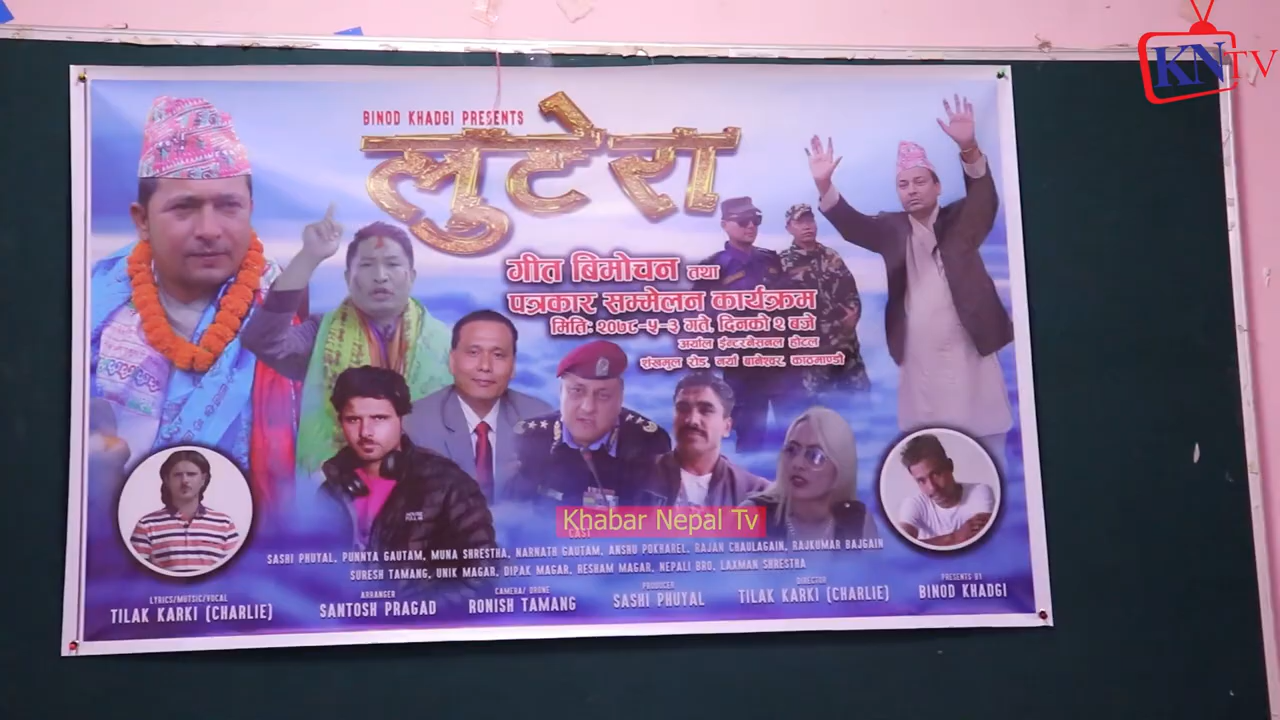 KNTV
BINOD KHADGI PRESENTS
लुटेरा
गीत बिमोचन तथा
पत्रकार सम्मेलन कार्यक्रम
मितिः २०७८-५-३ गते, दिनको २ बजे
अर्याल ईन्टरनेसनल होटल
शंखमुल रोड, नयाँ बानेश्वर, काठमाण्डौ
HOUSE
FULL
Khabar Nepal Tv
CAST
SASHI PHUYAL, PUNNYA GAUTAM, MUNA SHRESTHA, NARNATH GAUTAM, ANSHU POKHAREL, RAJAN CHAULAGAIN, RAJKUMAR BAJGAIN
SURESH TAMANG, UNIK MAGAR, DIPAK MAGAR, RESHAM MAGAR, NEPALI BRO, LAXMAN SHRESTHA
LYRICS/MUTSIC/VOCAL
TILAK KARKI (CHARLIE)
ARRANGER
SANTOSH PRAGAD
CAMERA/ DRONE
RONISH TAMANG
PRODUCER
SASHI PHUYAL
DIRECTOR
TILAK KARKI (CHARLIE)
PRESENTS BY
BINOD KHADGI